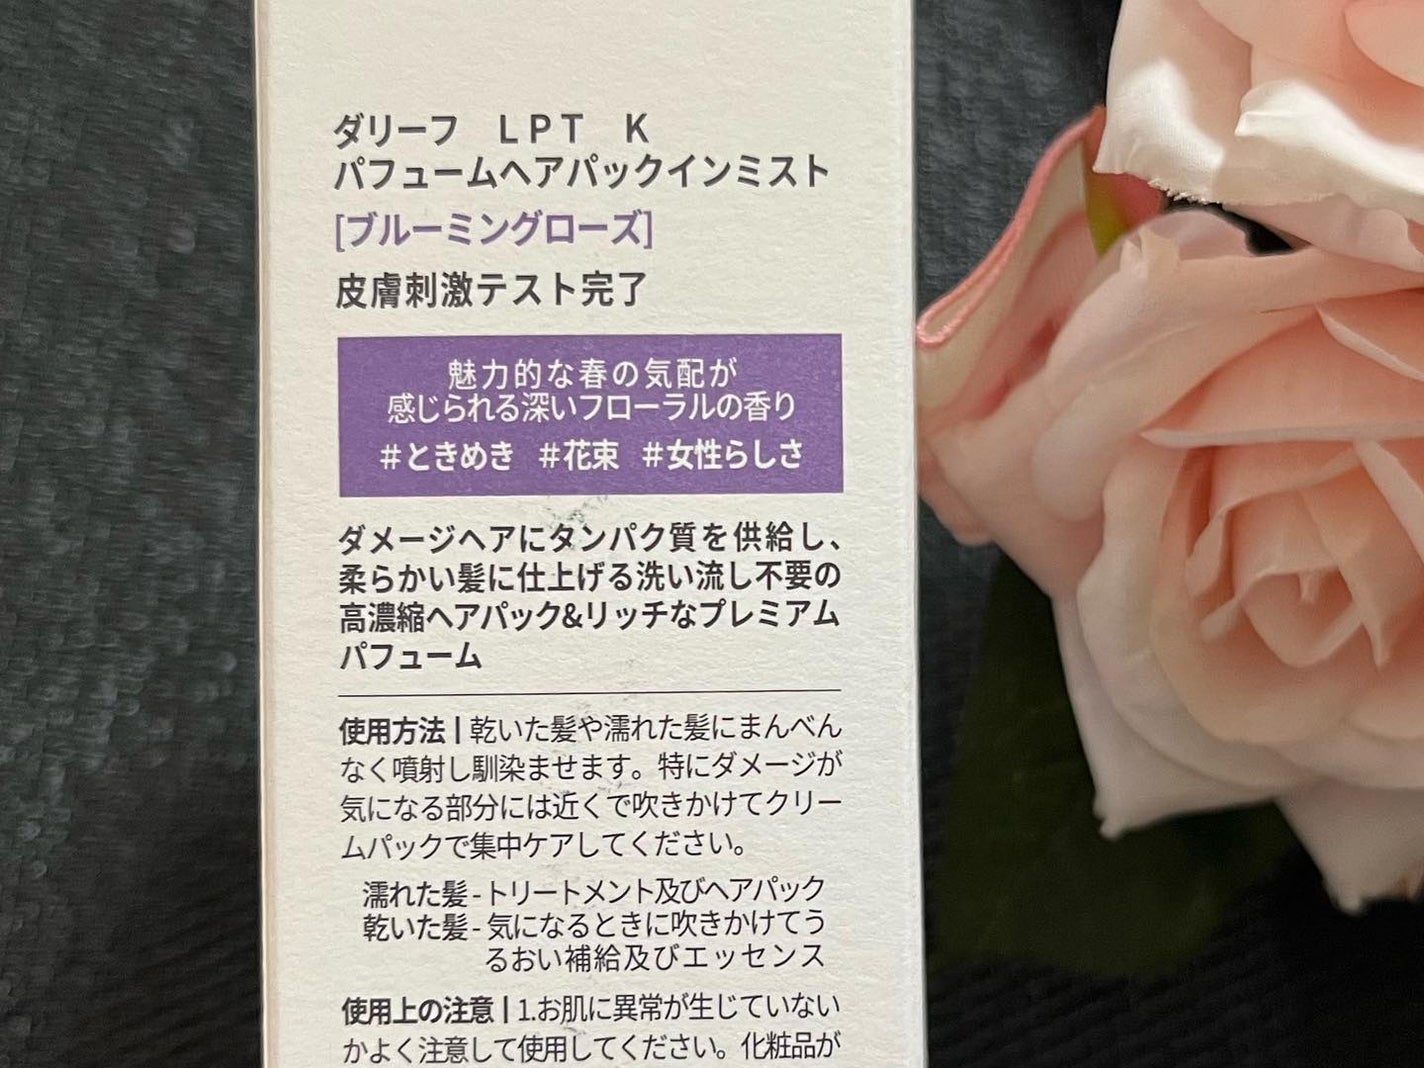 ダリーフ　ＬＰＴ　Ｋ
パフュームヘアパックインミスト
[ブルーミングローズ]
皮膚刺激テスト完了
魅力的な春の気配が
感じられる深いフローラルの香り
＃ときめき ＃花束 ＃女性らしさ
ダメージヘアにタンパク質を供給し、
柔らかい髪に仕上げる洗い流し不要の
高濃縮ヘアパック&リッチなプレミアム
パフューム
使用方法 | 乾いた髪や濡れた髪にまんべん
なく噴射し馴染ませます。特にダメージが
気になる部分には近くで吹きかけてクリー
ムパックで集中ケアしてください。
濡れた髪 - トリートメント及びヘアパック
乾いた髪 - 気になるときに吹きかけてう
るおい補給及びエッセンス
使用上の注意 | 1.お肌に異常が生じていない
かよく注意して使用してください。化粧品が